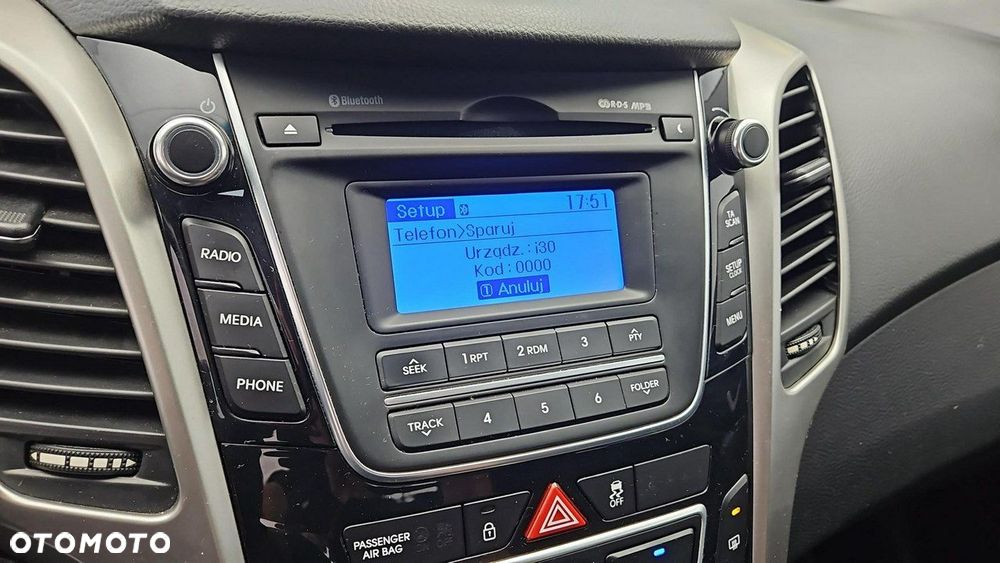 Bluetooth
R·D·S MP3
Setup 17:51
Telefon>Sparuj
Urządz.:i30
Kod:0000
1 Anuluj
RADIO
MEDIA
PHONE
TA
SCAN
SETUP
CLOCK
MENU
SEEK
1 RPT
2 RDM
3
PTY
TRACK
4
5
6
FOLDER
PASSENGER
AIR BAG
OFF
OTOMOTO